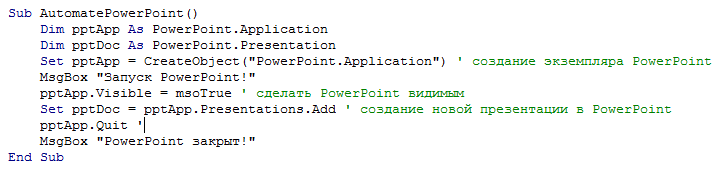 Sub AutomatePowerPoint()
    Dim pptApp As PowerPoint.Application
    Dim pptDoc As PowerPoint.Presentation
    Set pptApp = CreateObject("PowerPoint.Application") ' создание экземпляра PowerPoint
    MsgBox "Запуск PowerPoint!"
    pptApp.Visible = msoTrue ' сделать PowerPoint видимым
    Set pptDoc = pptApp.Presentations.Add ' создание новой презентации в PowerPoint
    pptApp.Quit '
    MsgBox "PowerPoint закрыт!"
End Sub